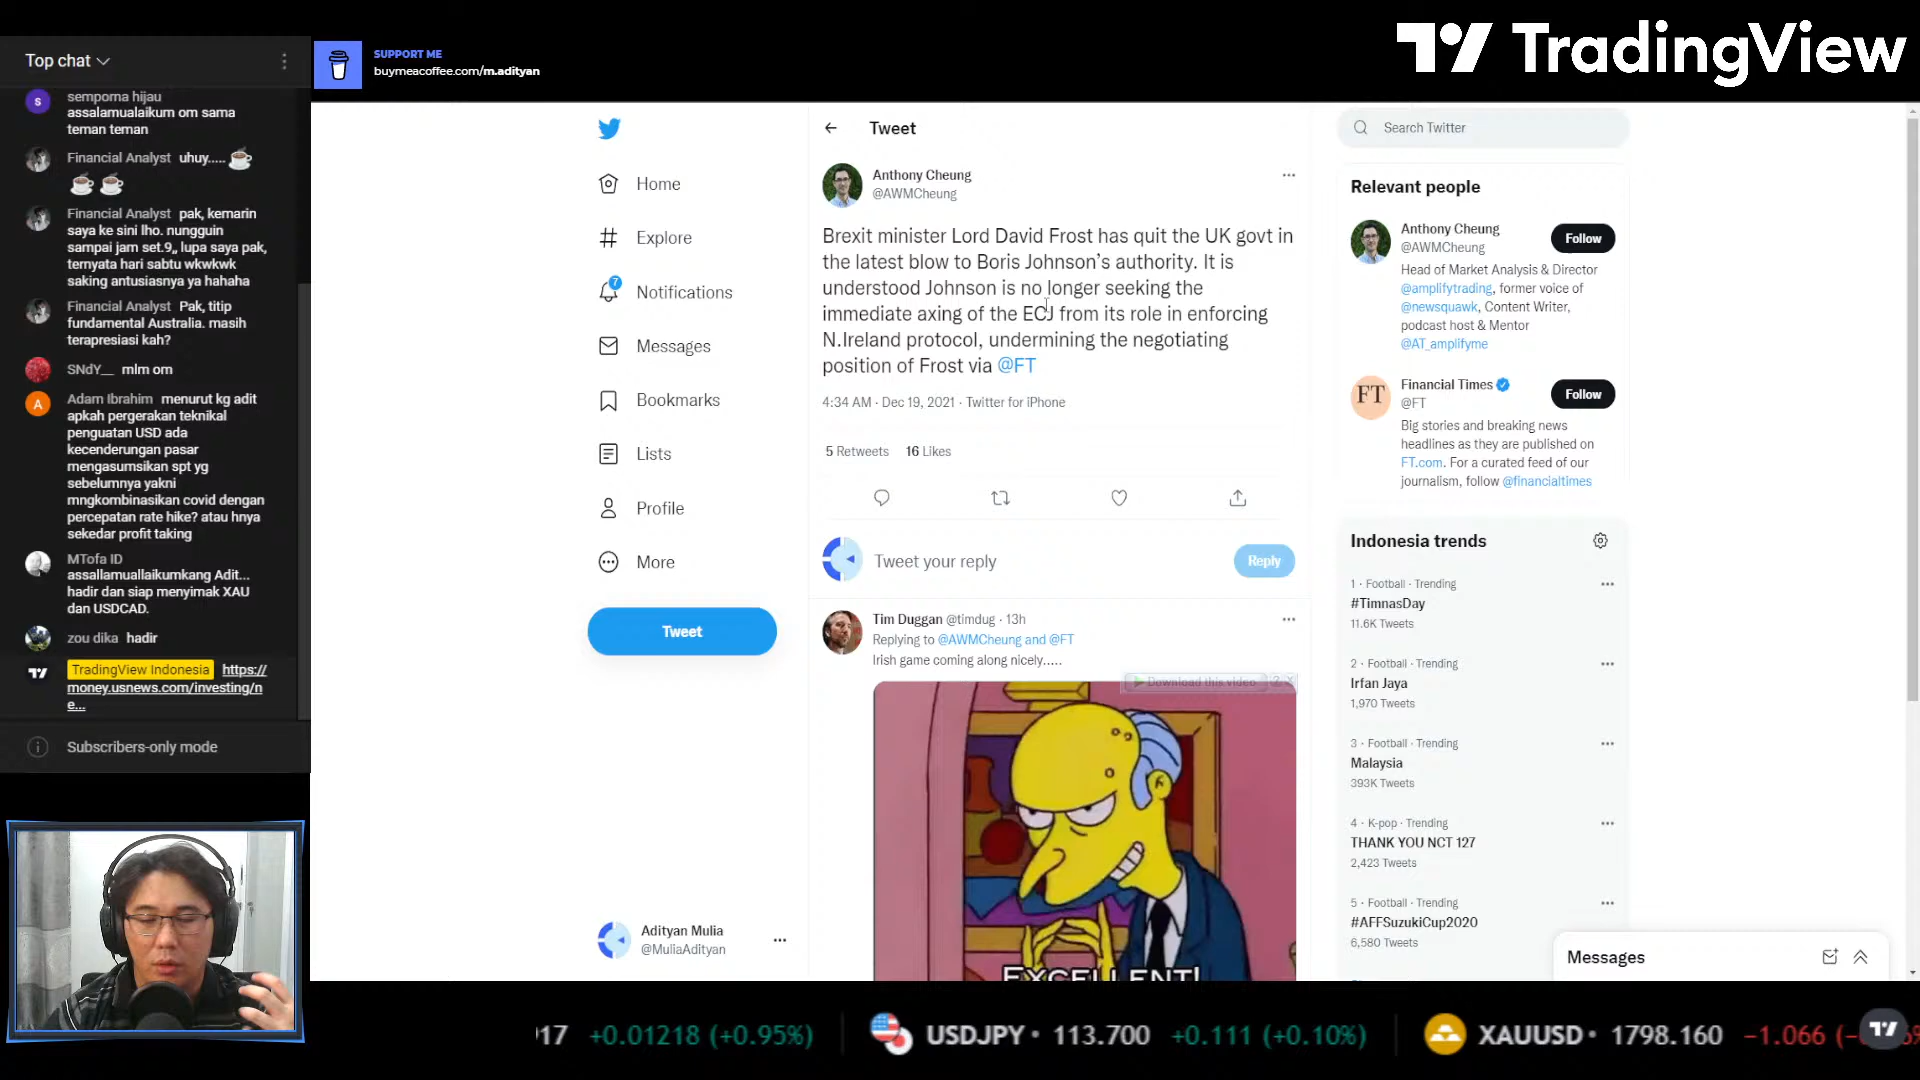 TradingView
SUPPORT ME
buymeacoffee.com/m.adityan
Top chat
s
semporna hijau
assalamualaikum om sama
teman teman
Financial Analyst uhuy.....
Financial Analyst pak, kemarin
saya ke sini lho. nungguin
sampai jam set.9,, lupa saya pak,
ternyata hari sabtu wkwkwk
saking antusiasnya ya hahaha
Financial Analyst Pak, titip
fundamental Australia. masih
terapresiasi kah?
SNdY__ mlm om
A
Adam Ibrahim menurut kg adit
apkah pergerakan teknikal
penguatan USD ada
kecenderungan pasar
mengasumsikan spt yg
sebelumnya yakni
mngkombinasikan covid dengan
percepatan rate hike? atau hnya
sekedar profit taking
MTofa ID
assallamuallaikumkang Adit...
hadir dan siap menyimak XAU
dan USDCAD.
zou dika hadir
TradingView Indonesia https://
money.usnews.com/investing/n
e...
Subscribers-only mode
Home
Explore
7
Notifications
Messages
Bookmarks
Lists
Profile
More
Tweet
Adityan Mulia
@MuliaAdityan
Tweet
Anthony Cheung
@AWMCheung
Brexit minister Lord David Frost has quit the UK govt in
the latest blow to Boris Johnson’s authority. It is
understood Johnson is no longer seeking the
immediate axing of the ECJ from its role in enforcing
N.Ireland protocol, undermining the negotiating
position of Frost via @FT
4:34 AM · Dec 19, 2021 · Twitter for iPhone
5 Retweets 16 Likes
Tweet your reply
Reply
Tim Duggan @timdug · 13h
Replying to @AWMCheung and @FT
Irish game coming along nicely.....
Download this video ? x
EXCELLENT!
Search Twitter
Relevant people
Anthony Cheung
@AWMCheung
Follow
Head of Market Analysis & Director
@amplifytrading, former voice of
@newsquawk, Content Writer,
podcast host & Mentor
@AT_amplifyme
FT
Financial Times
@FT
Follow
Big stories and breaking news
headlines as they are published on
FT.com. For a curated feed of our
journalism, follow @financialtimes
Indonesia trends
1 · Football · Trending
#TimnasDay
11.6K Tweets
2 · Football · Trending
Irfan Jaya
1,970 Tweets
3 · Football · Trending
Malaysia
393K Tweets
4 · K-pop · Trending
THANK YOU NCT 127
2,423 Tweets
5 · Football · Trending
#AFFSuzukiCup2020
6,580 Tweets
Messages
17 +0.01218 (+0.95%) USDJPY · 113.700 +0.111 (+0.10%) XAUUSD · 1798.160 −1.066 (−